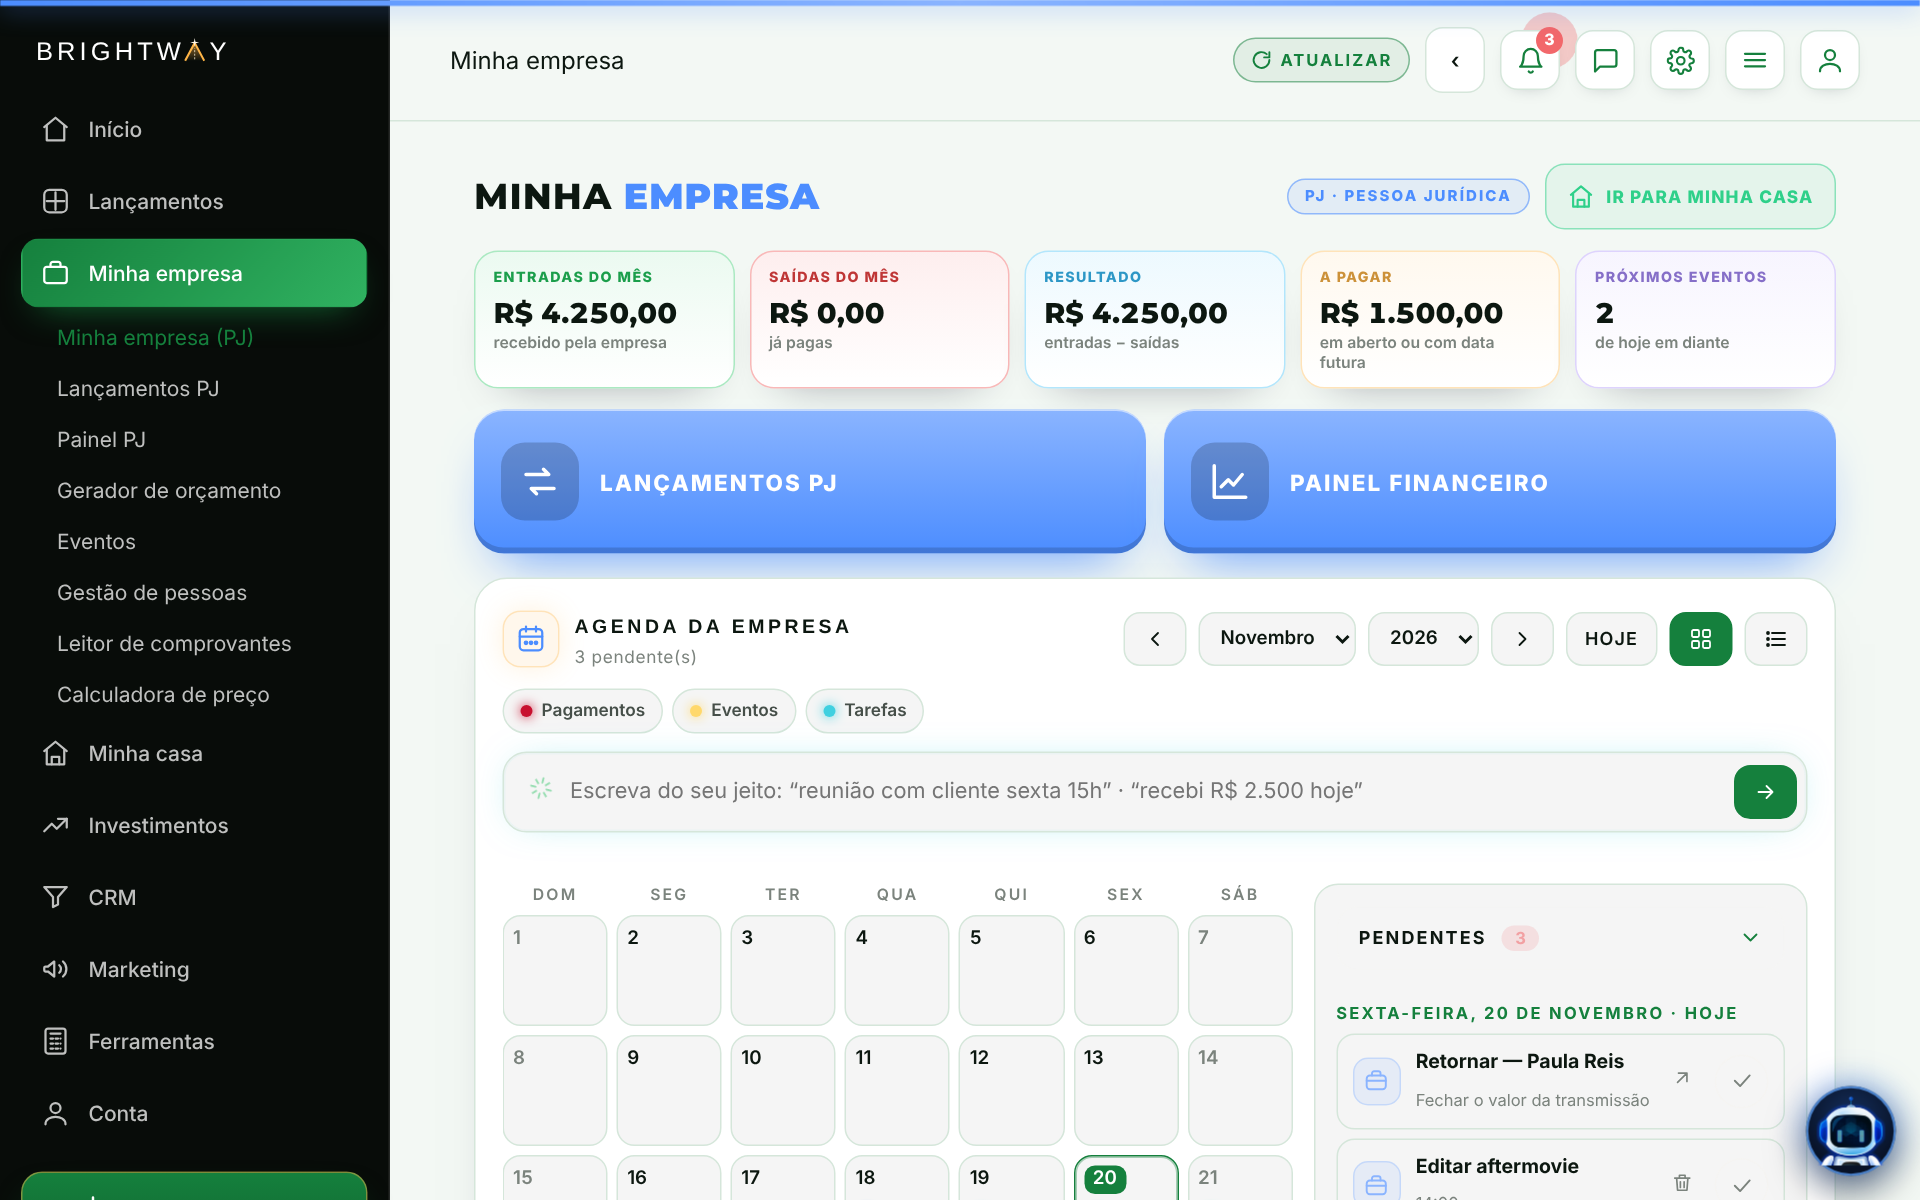 BRIGHTWAY
Início
Lançamentos
Minha empresa
Minha empresa (PJ)
Lançamentos PJ
Painel PJ
Gerador de orçamento
Eventos
Gestão de pessoas
Leitor de comprovantes
Calculadora de preço
Minha casa
Investimentos
CRM
Marketing
Ferramentas
Conta
Minha empresa
ATUALIZAR
‹
3
MINHA EMPRESA
PJ · PESSOA JURÍDICA
IR PARA MINHA CASA
ENTRADAS DO MÊS
R$ 4.250,00
recebido pela empresa
SAÍDAS DO MÊS
R$ 0,00
já pagas
RESULTADO
R$ 4.250,00
entradas − saídas
A PAGAR
R$ 1.500,00
em aberto ou com data
futura
PRÓXIMOS EVENTOS
2
de hoje em diante
LANÇAMENTOS PJ
PAINEL FINANCEIRO
AGENDA DA EMPRESA
3 pendente(s)
Novembro
2026
HOJE
Pagamentos
Eventos
Tarefas
Escreva do seu jeito: “reunião com cliente sexta 15h” · “recebi R$ 2.500 hoje”
DOM SEG TER QUA QUI SEX SÁB
1 2 3 4 5 6 7
8 9 10 11 12 13 14
15 16 17 18 19 20 21
PENDENTES 3
SEXTA-FEIRA, 20 DE NOVEMBRO · HOJE
Retornar — Paula Reis
Fechar o valor da transmissão
Editar aftermovie